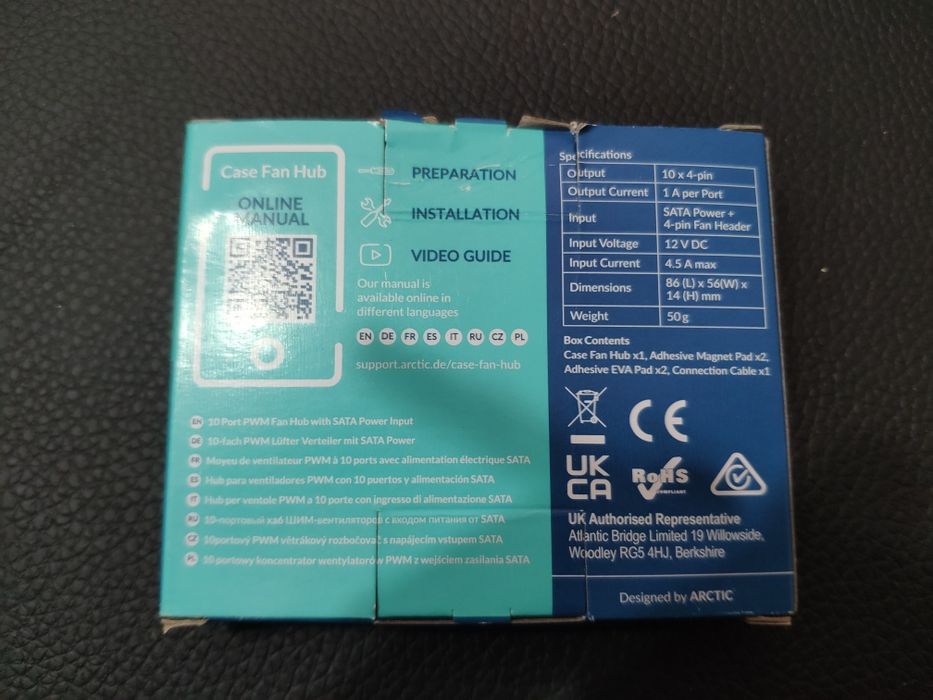 Case Fan Hub
ONLINE
MANUAL
PREPARATION
INSTALLATION
VIDEO GUIDE
Our manual is
available online in
different languages
EN DE FR ES IT RU CZ PL
support.arctic.de/case-fan-hub
EN 10 Port PWM Fan Hub with SATA Power Input
DE 10-fach PWM Lüfter Verteiler mit SATA Power
FR Moyeu de ventilateur PWM à 10 ports avec alimentation électrique SATA
ES Hub para ventiladores PWM con 10 puertos y alimentación SATA
IT Hub per ventole PWM a 10 porte con ingresso di alimentazione SATA
RU 10-портовый хаб ШИМ-вентиляторов с входом питания от SATA
CZ 10portový PWM větrákový rozbočovač s napájecím vstupem SATA
PL 10 portowy koncentrator wentylatorów PWM z wejściem zasilania SATA
Specifications
Output 10 x 4-pin
Output Current 1 A per Port
Input SATA Power +
4-pin Fan Header
Input Voltage 12 V DC
Input Current 4.5 A max
Dimensions 86 (L) x 56(W) x
14 (H) mm
Weight 50 g
Box Contents
Case Fan Hub x1, Adhesive Magnet Pad x2,
Adhesive EVA Pad x2, Connection Cable x1
CE
UK
CA
RoHS
COMPLIANT
UK Authorised Representative
Atlantic Bridge Limited 19 Willowside,
Woodley RG5 4HJ, Berkshire
Designed by ARCTIC